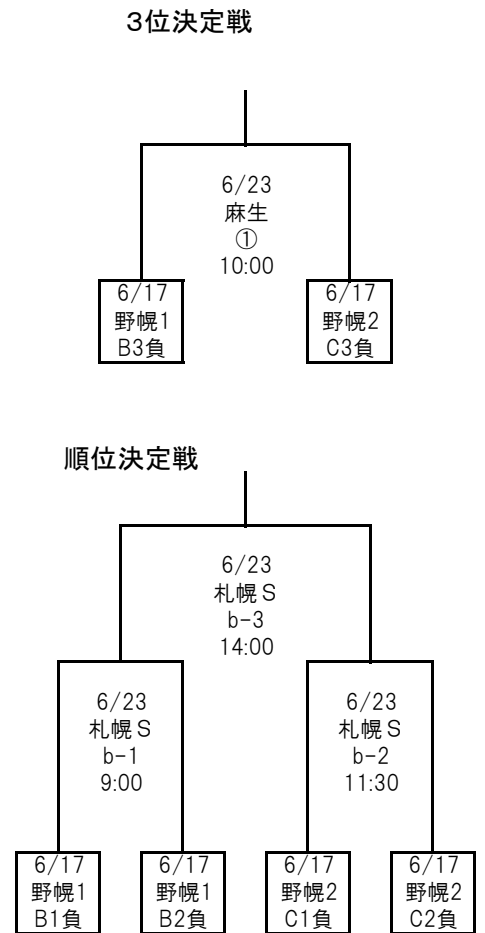 3位決定戦
6/23
麻生
①
10:00
6/17
野幌1
B3負
6/17
野幌2
C3負
順位決定戦
6/23
札幌S
b-3
14:00
6/23
札幌S
b-1
9:00
6/23
札幌S
b-2
11:30
6/17
野幌1
B1負
6/17
野幌1
B2負
6/17
野幌2
C1負
6/17
野幌2
C2負